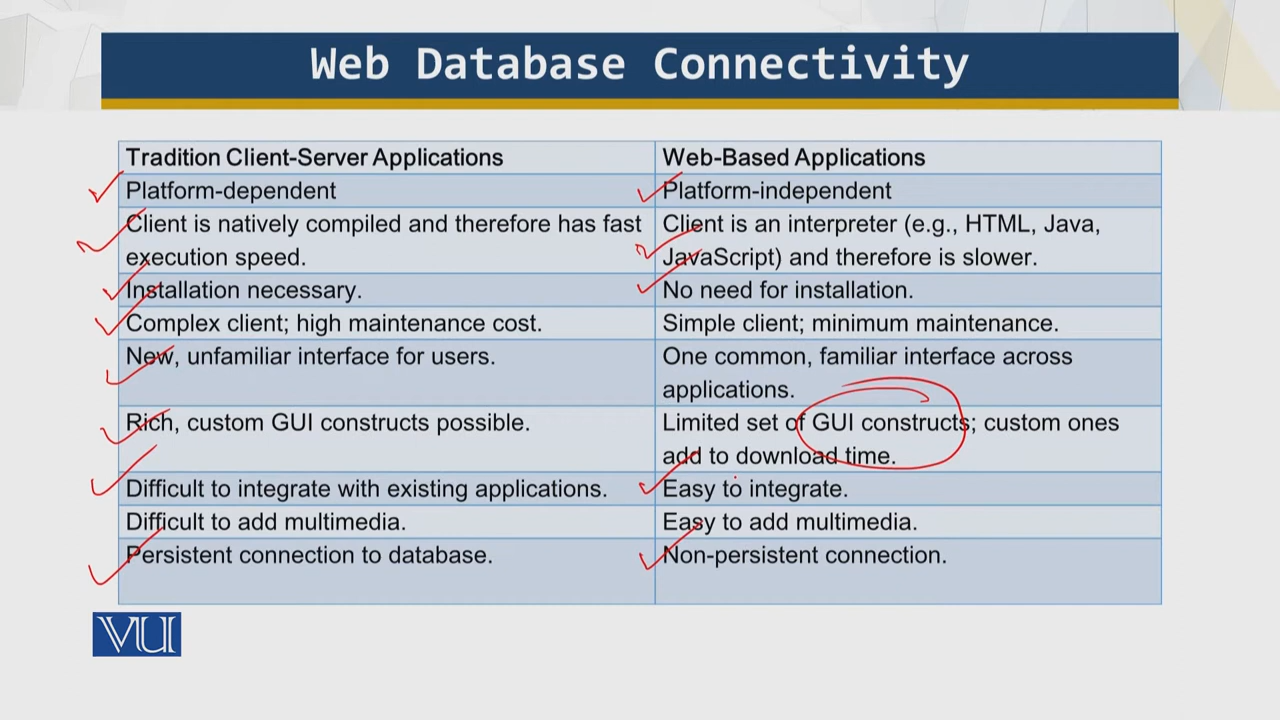 Web Database Connectivity
Tradition Client-Server Applications
Web-Based Applications
Platform-dependent
Platform-independent
Client is natively compiled and therefore has fast
execution speed.
Client is an interpreter (e.g., HTML, Java,
JavaScript) and therefore is slower.
Installation necessary.
No need for installation.
Complex client; high maintenance cost.
Simple client; minimum maintenance.
New, unfamiliar interface for users.
One common, familiar interface across
applications.
Rich, custom GUI constructs possible.
Limited set of GUI constructs; custom ones
add to download time.
Difficult to integrate with existing applications.
Easy to integrate.
Difficult to add multimedia.
Easy to add multimedia.
Persistent connection to database.
Non-persistent connection.
VU